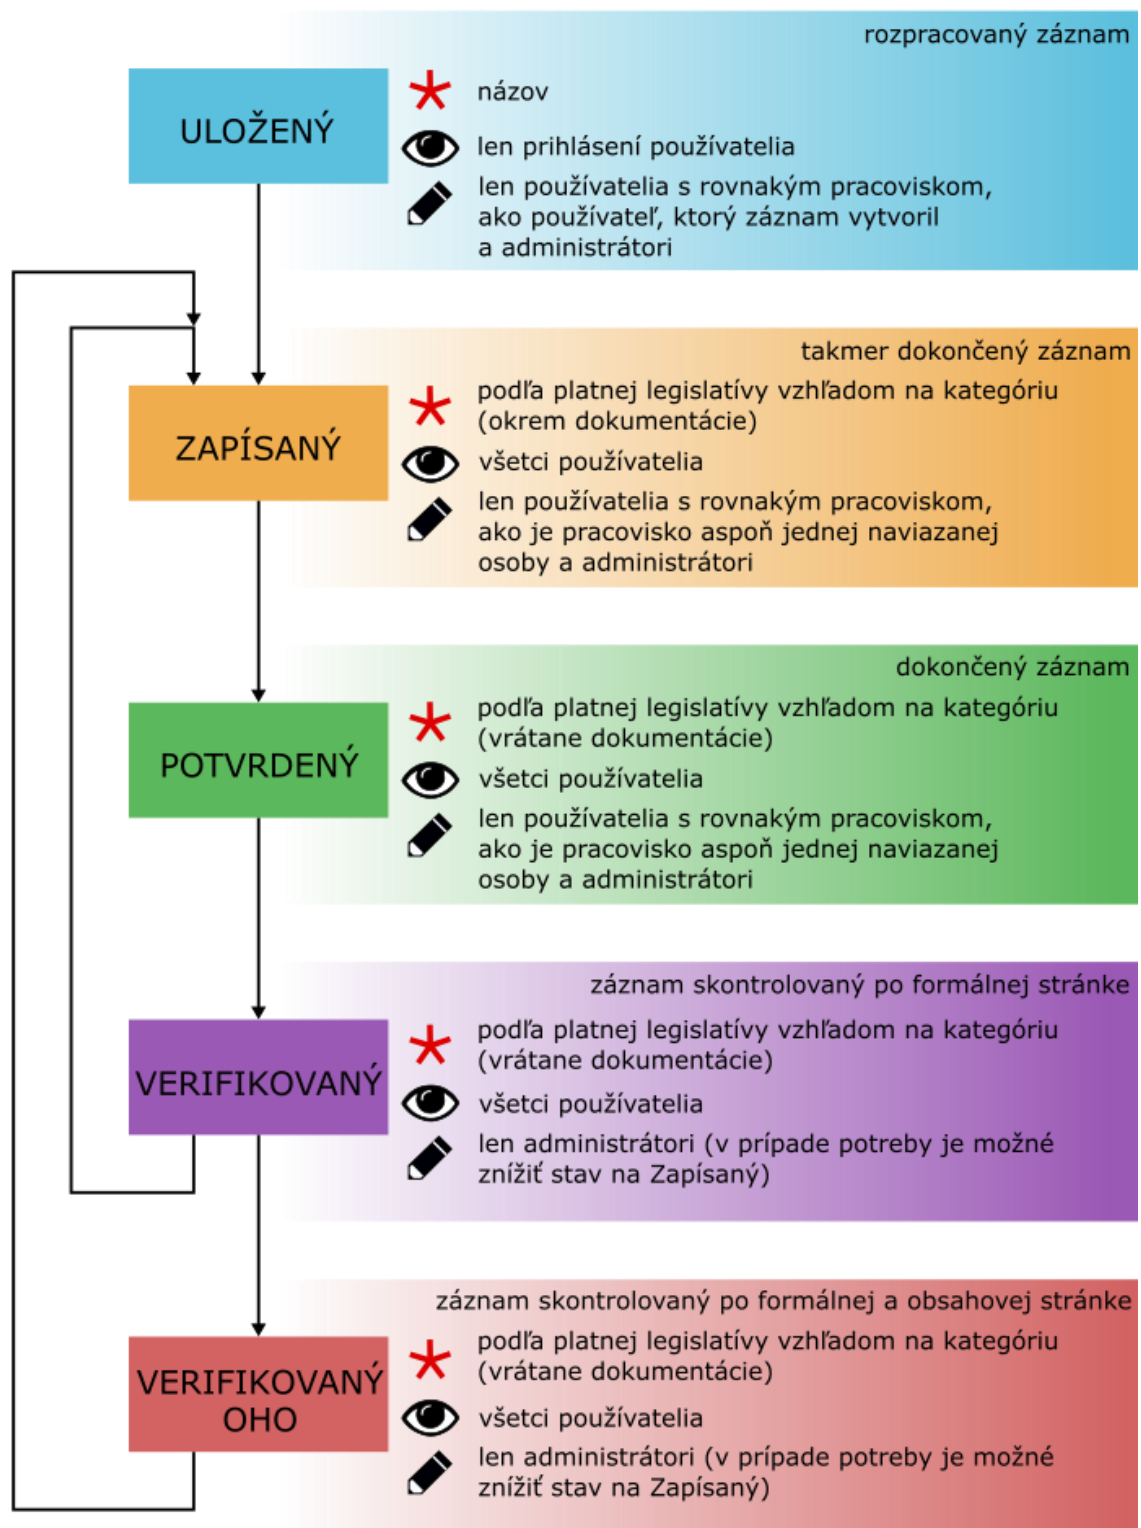 rozpracovaný záznam
ULOŽENÝ
názov
len prihlásení používatelia
len používatelia s rovnakým pracoviskom,
ako používateľ, ktorý záznam vytvoril
a administrátori
takmer dokončený záznam
ZAPÍSANÝ
podľa platnej legislatívy vzhľadom na kategóriu
(okrem dokumentácie)
všetci používatelia
len používatelia s rovnakým pracoviskom,
ako je pracovisko aspoň jednej naviazanej
osoby a administrátori
dokončený záznam
POTVRDENÝ
podľa platnej legislatívy vzhľadom na kategóriu
(vrátane dokumentácie)
všetci používatelia
len používatelia s rovnakým pracoviskom,
ako je pracovisko aspoň jednej naviazanej
osoby a administrátori
záznam skontrolovaný po formálnej stránke
VERIFIKOVANÝ
podľa platnej legislatívy vzhľadom na kategóriu
(vrátane dokumentácie)
všetci používatelia
len administrátori (v prípade potreby je možné
znížiť stav na Zapísaný)
záznam skontrolovaný po formálnej a obsahovej stránke
VERIFIKOVANÝ
OHO
podľa platnej legislatívy vzhľadom na kategóriu
(vrátane dokumentácie)
všetci používatelia
len administrátori (v prípade potreby je možné
znížiť stav na Zapísaný)